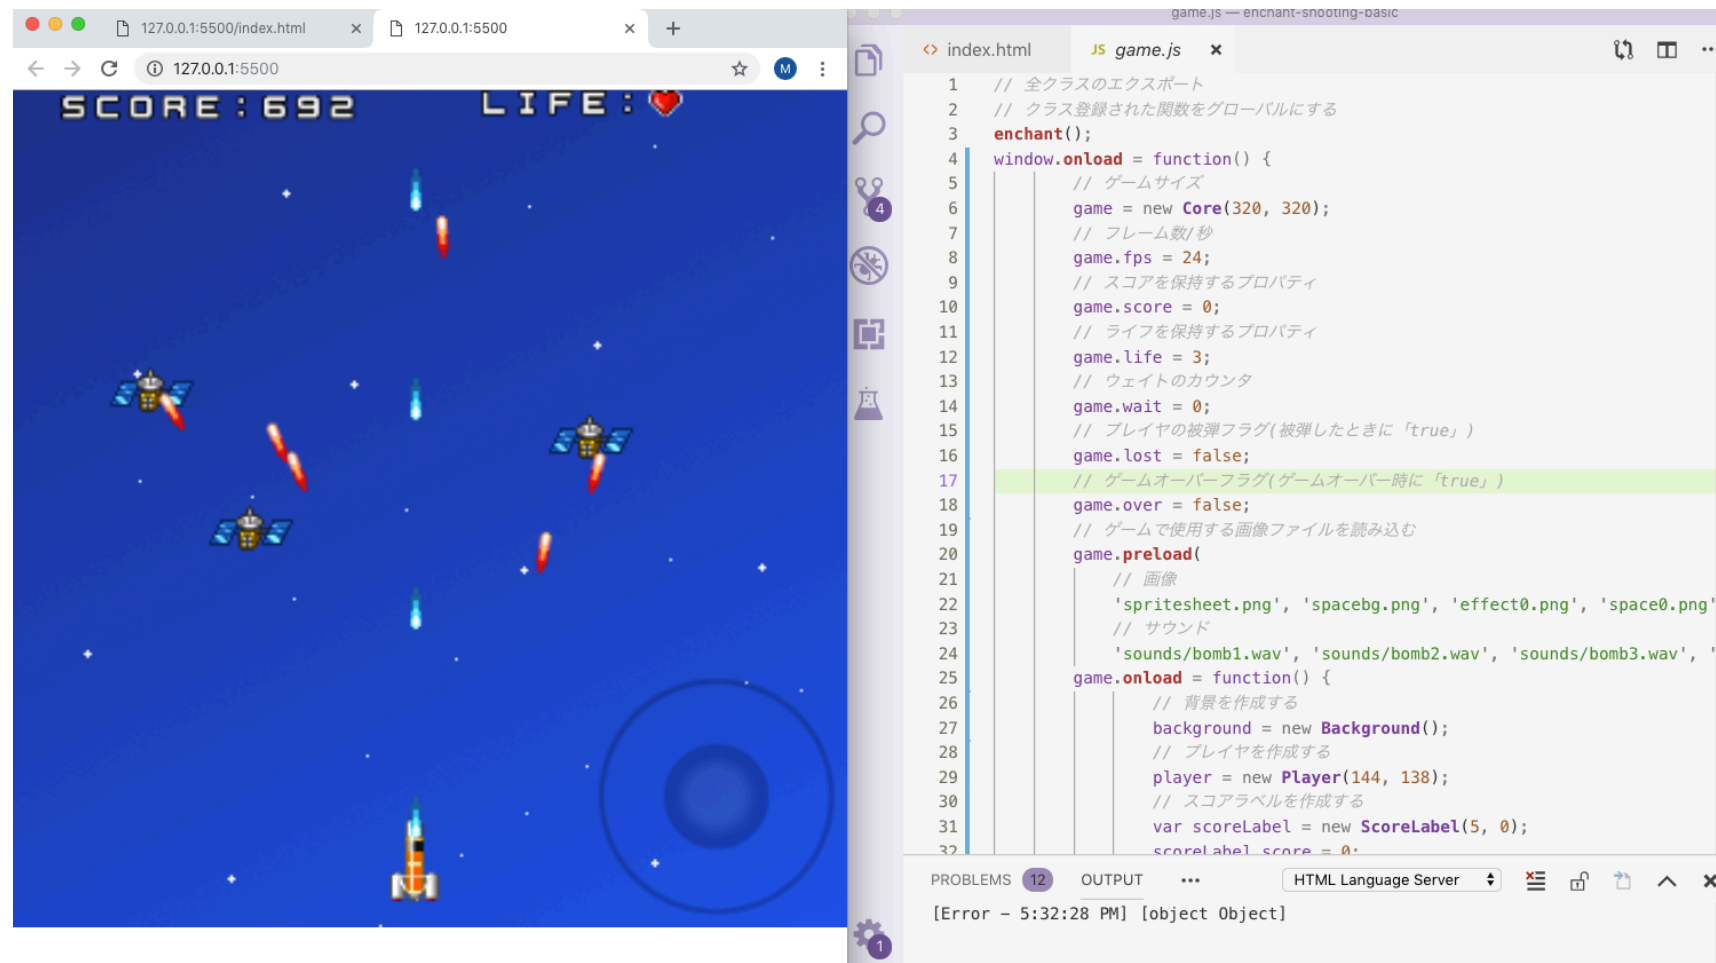 127.0.0.1:5500/index.html
127.0.0.1:5500
127.0.0.1:5500
M
SCORE:692
LIFE:
game.js — enchant-shooting-basic
index.html
JS game.js
4
1
1 // 全クラスのエクスポート
2 // クラス登録された関数をグローバルにする
3 enchant();
4 window.onload = function() {
5 // ゲームサイズ
6 game = new Core(320, 320);
7 // フレーム数/秒
8 game.fps = 24;
9 // スコアを保持するプロパティ
10 game.score = 0;
11 // ライフを保持するプロパティ
12 game.life = 3;
13 // ウェイトのカウンタ
14 game.wait = 0;
15 // プレイヤの被弾フラグ(被弾したときに「true」)
16 game.lost = false;
17 // ゲームオーバーフラグ(ゲームオーバー時に「true」)
18 game.over = false;
19 // ゲームで使用する画像ファイルを読み込む
20 game.preload(
21 // 画像
22 'spritesheet.png', 'spacebg.png', 'effect0.png', 'space0.png'
23 // サウンド
24 'sounds/bomb1.wav', 'sounds/bomb2.wav', 'sounds/bomb3.wav', '
25 game.onload = function() {
26 // 背景を作成する
27 background = new Background();
28 // プレイヤを作成する
29 player = new Player(144, 138);
30 // スコアラベルを作成する
31 var scoreLabel = new ScoreLabel(5, 0);
32 scoreLabel.score = 0;
PROBLEMS 12 OUTPUT ••• HTML Language Server
[Error – 5:32:28 PM] [object Object]